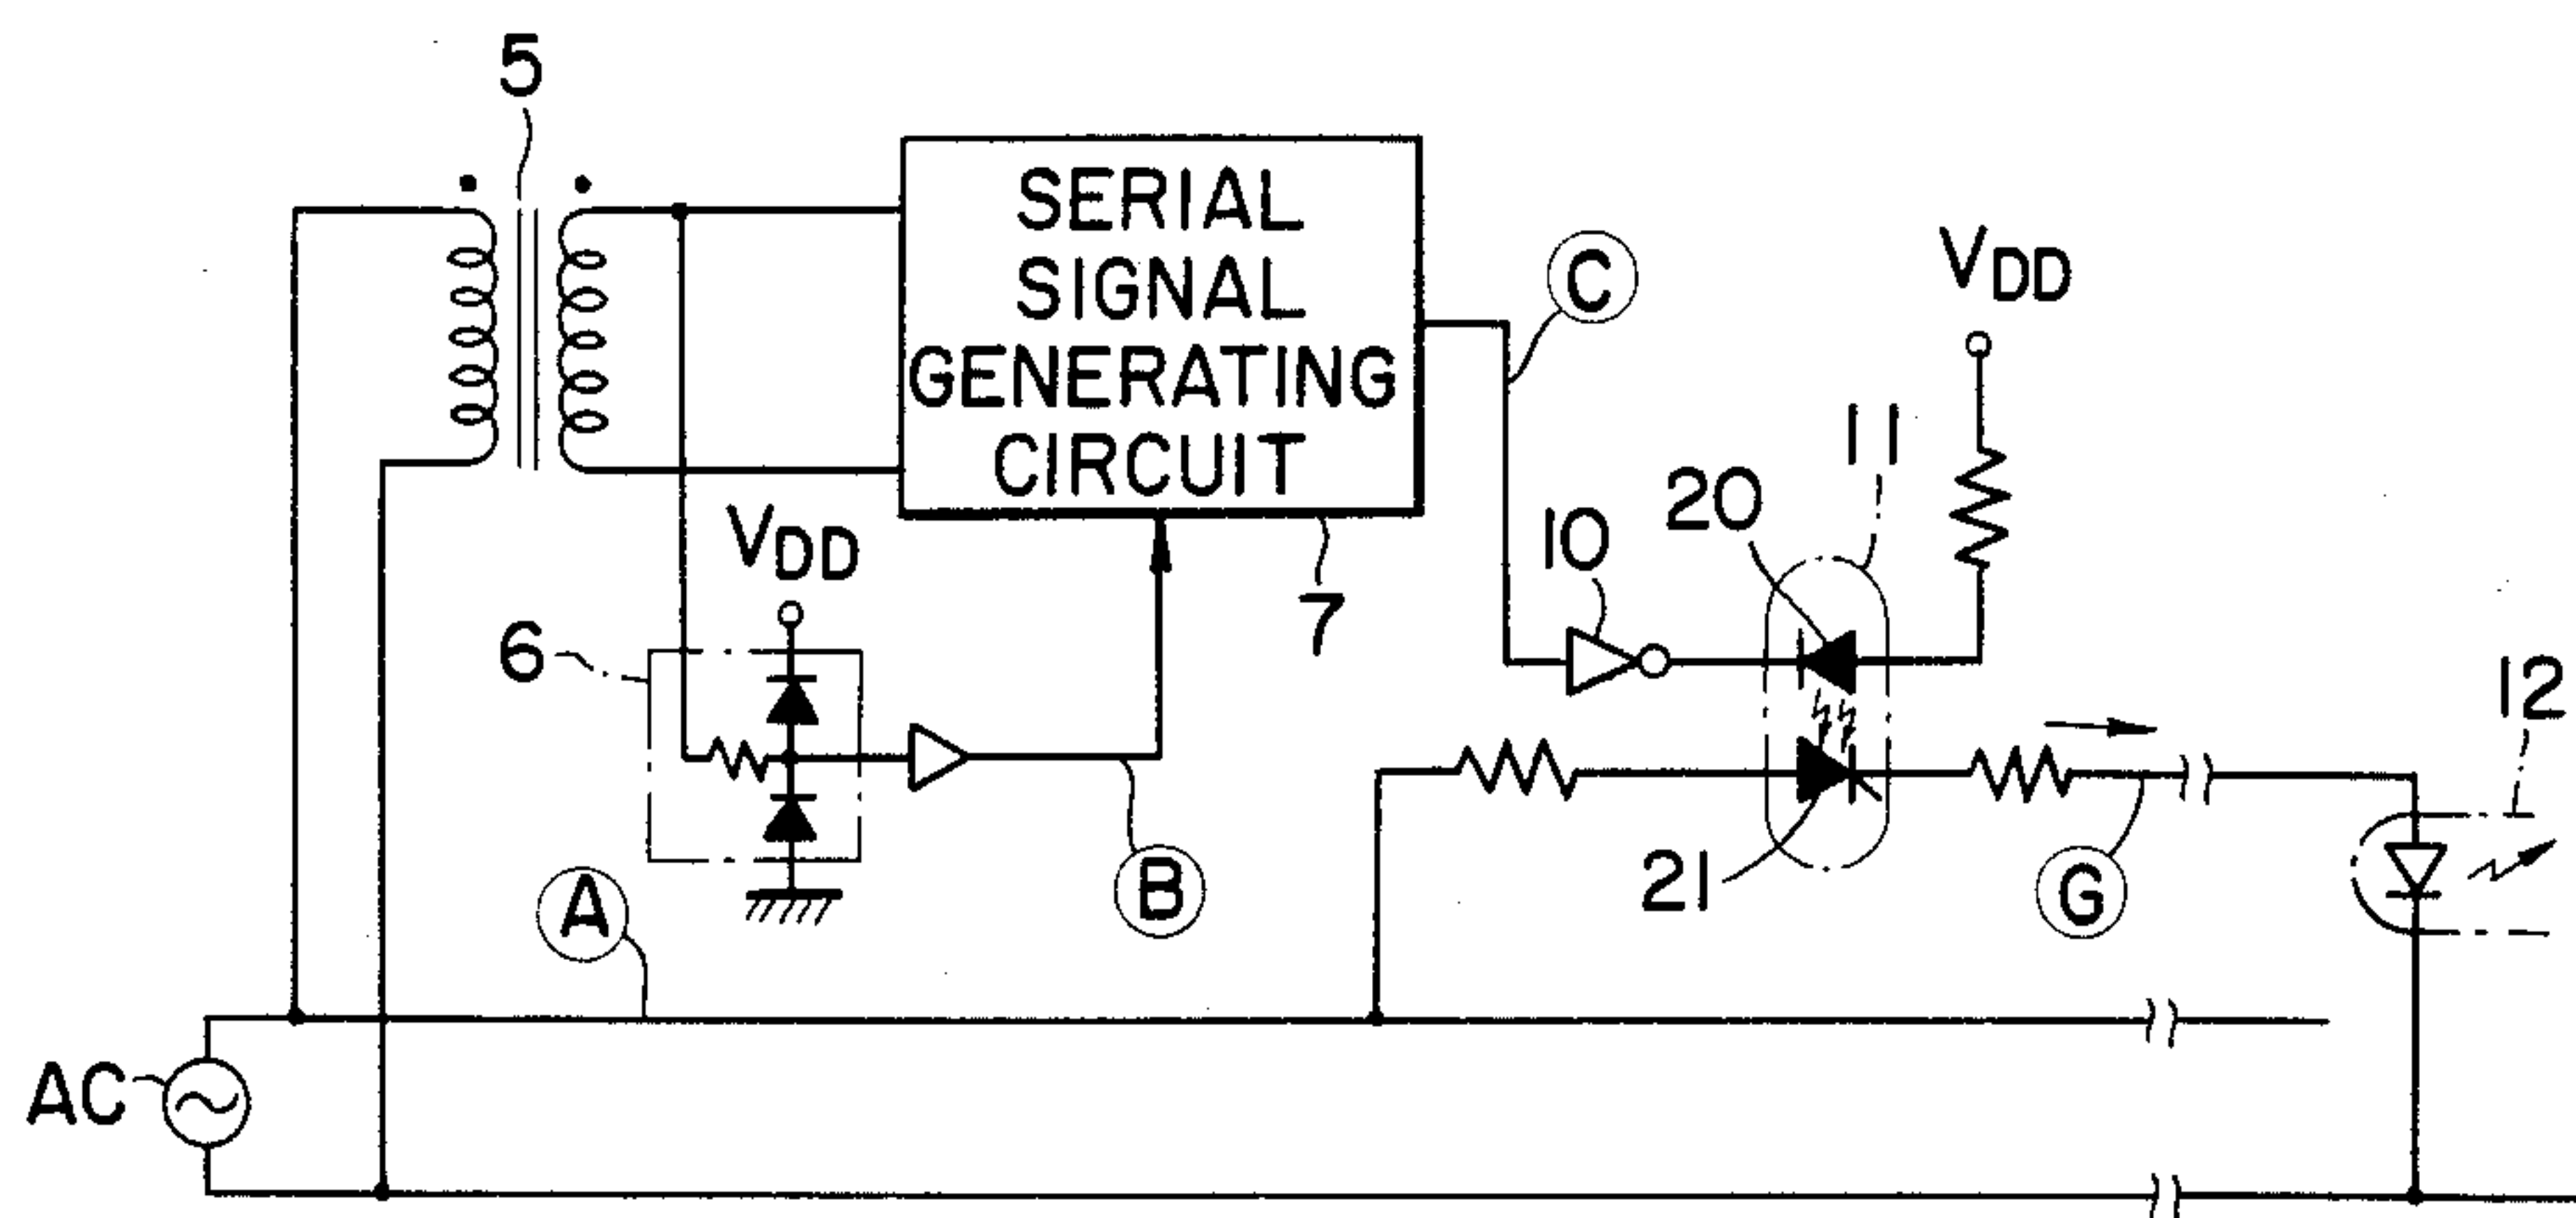 5
SERIAL
SIGNAL
GENERATING
CIRCUIT
C
VDD
11
20
10
VDD
7
6
12
21
G
B
A
AC